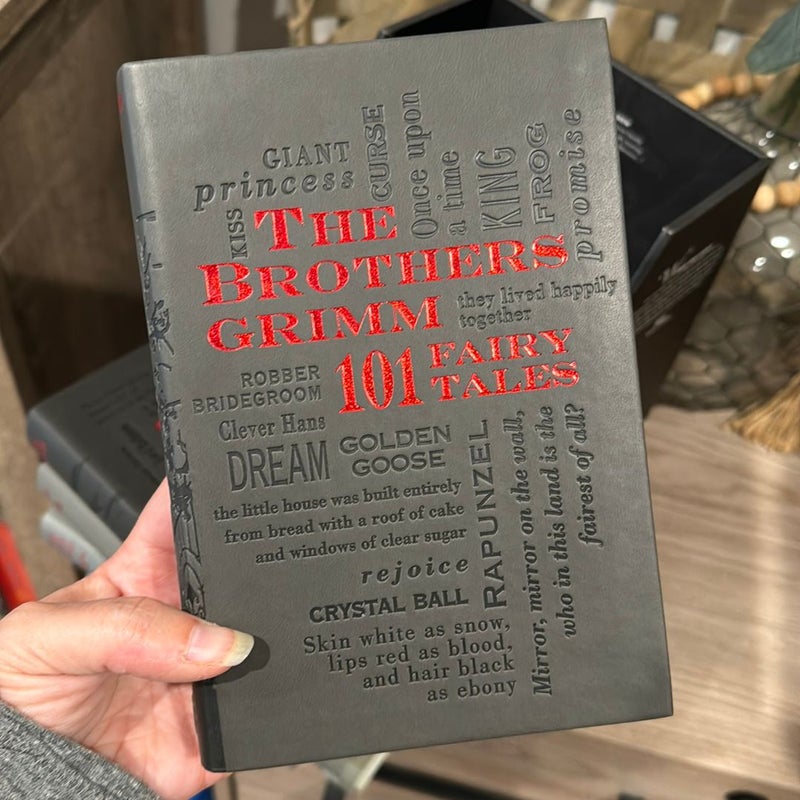 GIANT
princess
CURSE
Once upon
a time
KING
FROG
promise
KISS
THE
BROTHERS
GRIMM
they lived happily
together
101 FAIRY
TALES
ROBBER
BRIDEGROOM
Clever Hans
DREAM
GOLDEN
GOOSE
the little house was built entirely
from bread with a roof of cake
and windows of clear sugar
rejoice
RAPUNZEL
CRYSTAL BALL
Skin white as snow,
lips red as blood,
and hair black
as ebony
Mirror, mirror on the wall,
who in this land is the
fairest of all?